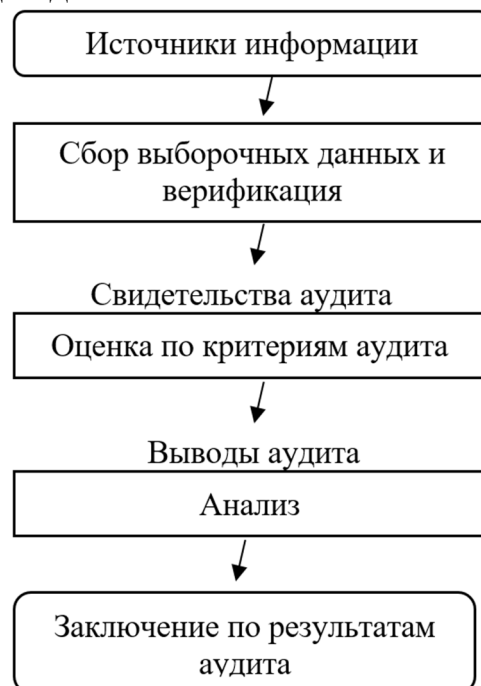 Источники информации
Сбор выборочных данных и
верификация
Свидетельства аудита
Оценка по критериям аудита
Выводы аудита
Анализ
Заключение по результатам
аудита